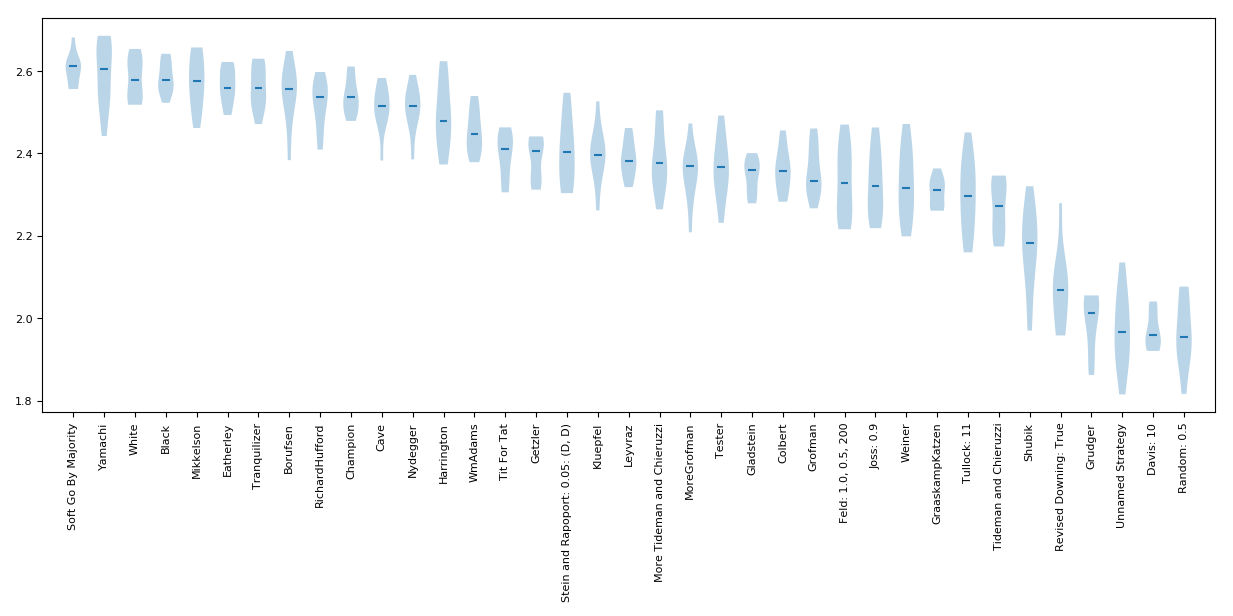 2.6
2.4
2.2
2.0
1.8
Soft Go By Majority
Yamachi
White
Black
Mikkelson
Eatherley
Tranquilizer
Borufsen
RichardHufford
Champion
Cave
Nydegger
Harrington
WmAdams
Tit For Tat
Getzler
Stein and Rapoport: 0.05: (D, D)
Kluepfel
Leyvraz
More Tideman and Chieruzzi
MoreGrofman
Tester
Gladstein
Colbert
Grofman
Feld: 1.0, 0.5, 200
Joss: 0.9
Weiner
GraaskampKatzen
Tullock: 11
Tideman and Chieruzzi
Shubik
Revised Downing: True
Grudger
Unnamed Strategy
Davis: 10
Random: 0.5